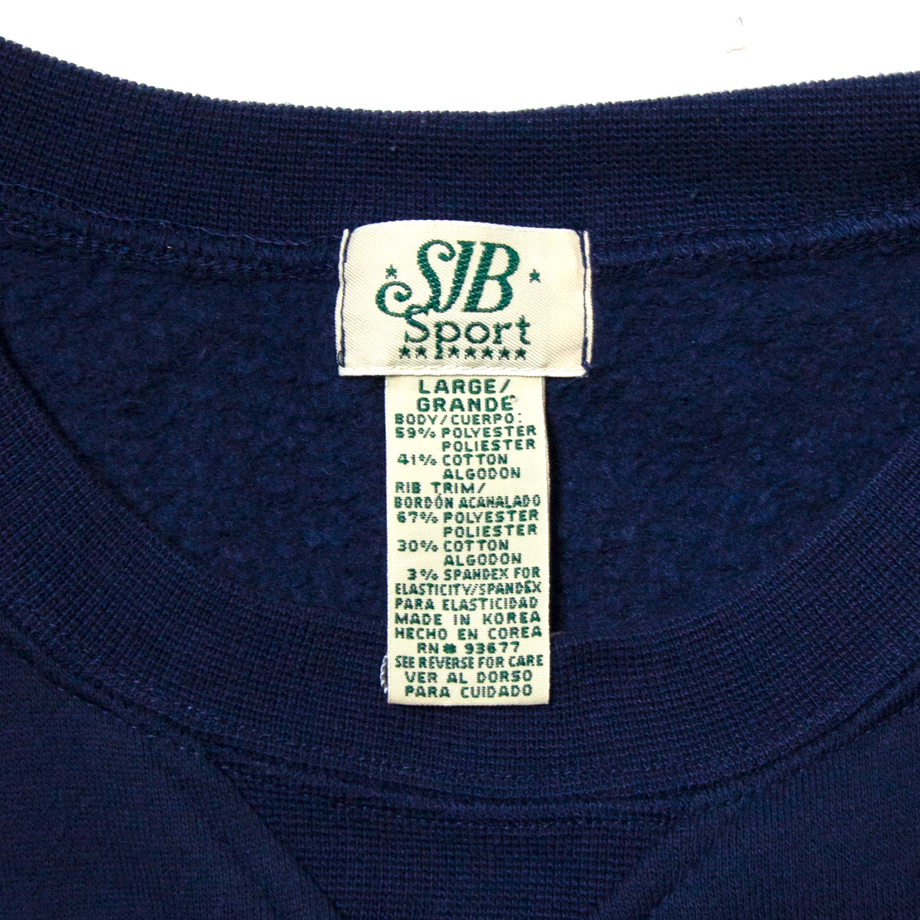 SJB
Sport
LARGE/
GRANDE
BODY/CUERPO:
59% POLYESTER
POLIESTER
41% COTTON
ALGODON
RIB TRIM/
BORDÓN ACANALADO
67% POLYESTER
POLIESTER
30% COTTON
ALGODON
3% SPANDEX FOR
ELASTICITY/SPANDEX
PARA ELASTICIDAD
MADE IN KOREA
HECHO EN COREA
RN# 93677
SEE REVERSE FOR CARE
VER AL DORSO
PARA CUIDADO